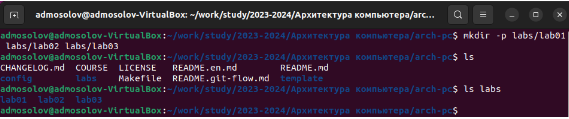 admosolov@admosolov-VirtualBox: ~/work/study/2023-2024/Архитектура компьютера/arc...
admosolov@admosolov-VirtualBox:~/work/study/2023-2024/Архитектура компьютера/arch-pc$ mkdir -p labs/lab01
labs/lab02 labs/lab03
admosolov@admosolov-VirtualBox:~/work/study/2023-2024/Архитектура компьютера/arch-pc$ ls
CHANGELOG.md COURSE LICENSE README.en.md README.md
config labs Makefile README.git-flow.md template
admosolov@admosolov-VirtualBox:~/work/study/2023-2024/Архитектура компьютера/arch-pc$ ls labs
lab01 lab02 lab03
admosolov@admosolov-VirtualBox:~/work/study/2023-2024/Архитектура компьютера/arch-pc$